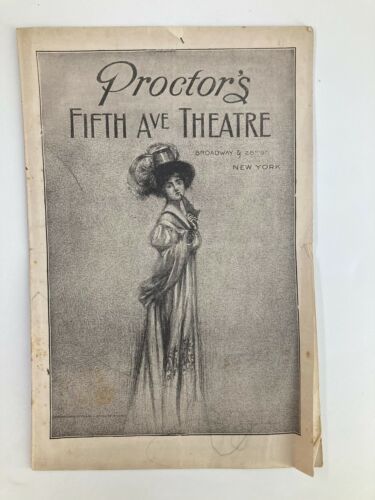 Proctor's
FIFTH AVE THEATRE
BROADWAY & 28TH ST.
NEW YORK